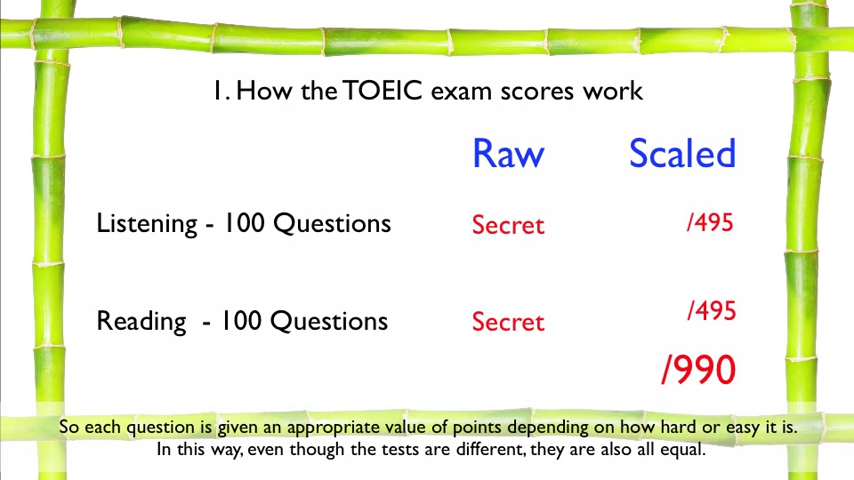 1. How the TOEIC exam scores work
Raw Scaled
Listening - 100 Questions Secret /495
Reading - 100 Questions Secret /495
/990
So each question is given an appropriate value of points depending on how hard or easy it is.
In this way, even though the tests are different, they are also all equal.